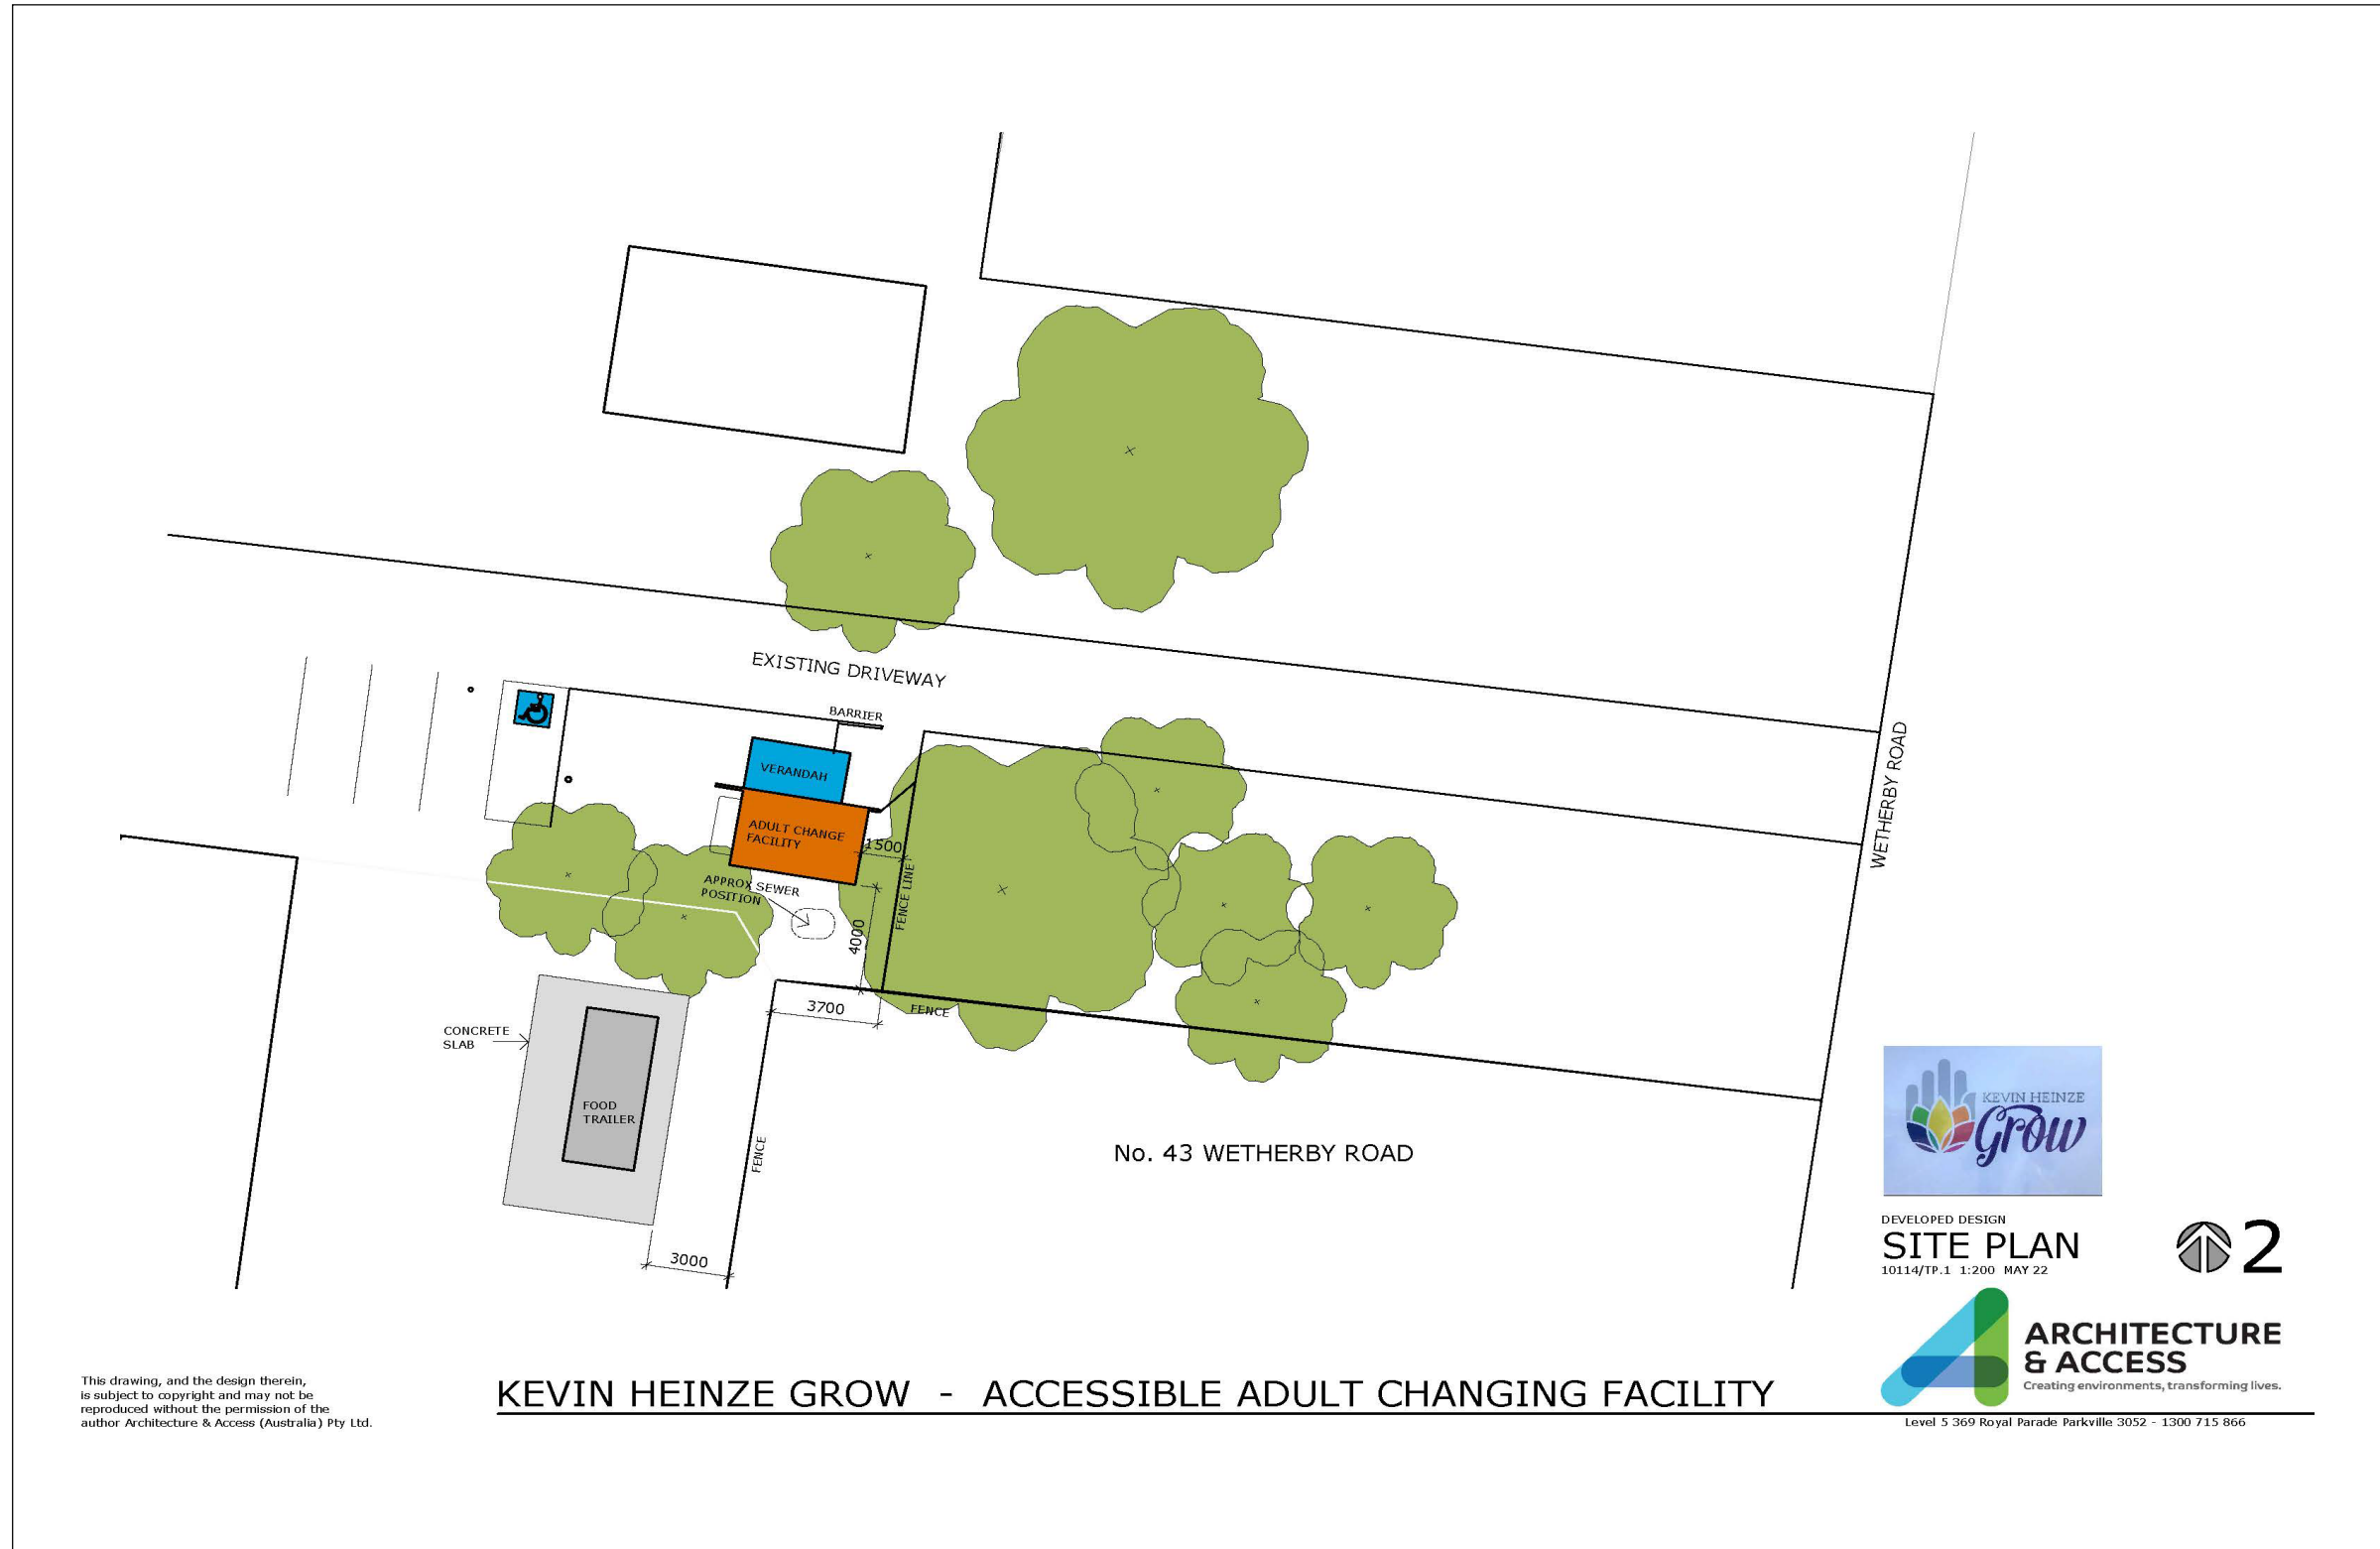 EXISTING DRIVEWAY
BARRIER
WETHERBY ROAD
VERANDAH
ADULT CHANGE
FACILITY
1500
FENCE LINE?
APPROX SEWER
POSITION
4000
3700
FENCE
CONCRETE
SLAB
FOOD
TRAILER
FENCE
3000
No. 43 WETHERBY ROAD
KEVIN HEINZE
Grow
DEVELOPED DESIGN
SITE PLAN
10114/TP.1 1:200 MAY 22
2
ARCHITECTURE
& ACCESS
Creating environments, transforming lives.
This drawing, and the design therein,
is subject to copyright and may not be
reproduced without the permission of the
author Architecture & Access (Australia) Pty Ltd.
KEVIN HEINZE GROW - ACCESSIBLE ADULT CHANGING FACILITY
Level 5 369 Royal Parade Parkville 3052 - 1300 715 866